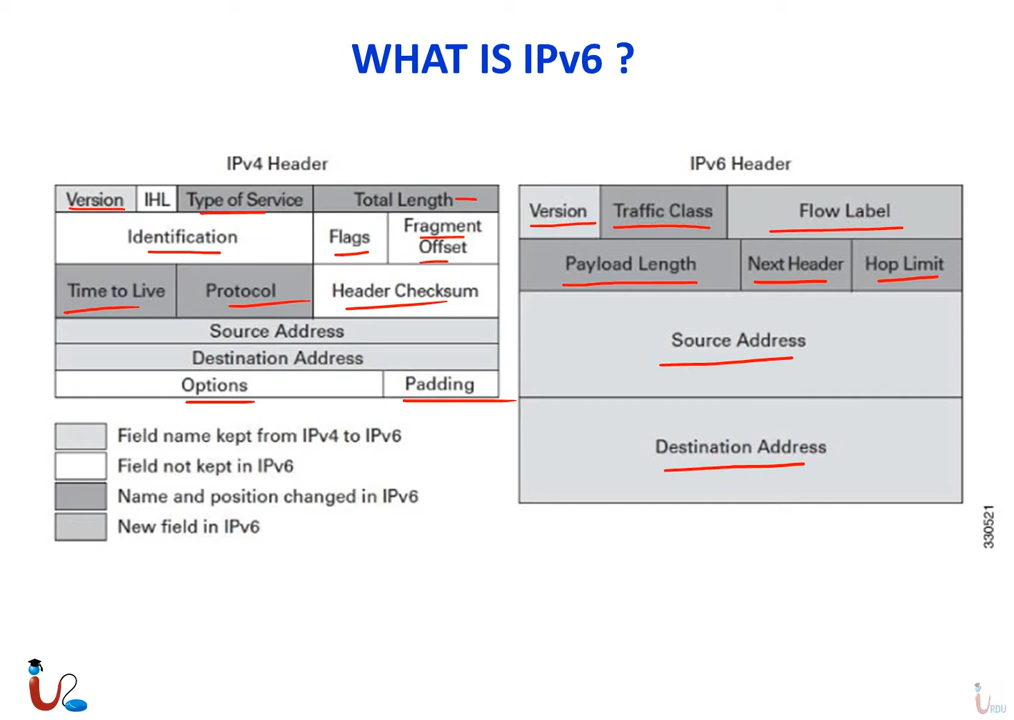 WHAT IS IPv6 ?
IPv4 Header
Version IHL Type of Service Total Length
Identification Flags Fragment
Offset
Time to Live Protocol Header Checksum
Source Address
Destination Address
Options Padding
Field name kept from IPv4 to IPv6
Field not kept in IPv6
Name and position changed in IPv6
New field in IPv6
IPv6 Header
Version Traffic Class Flow Label
Payload Length Next Header Hop Limit
Source Address
Destination Address
330521
URDU